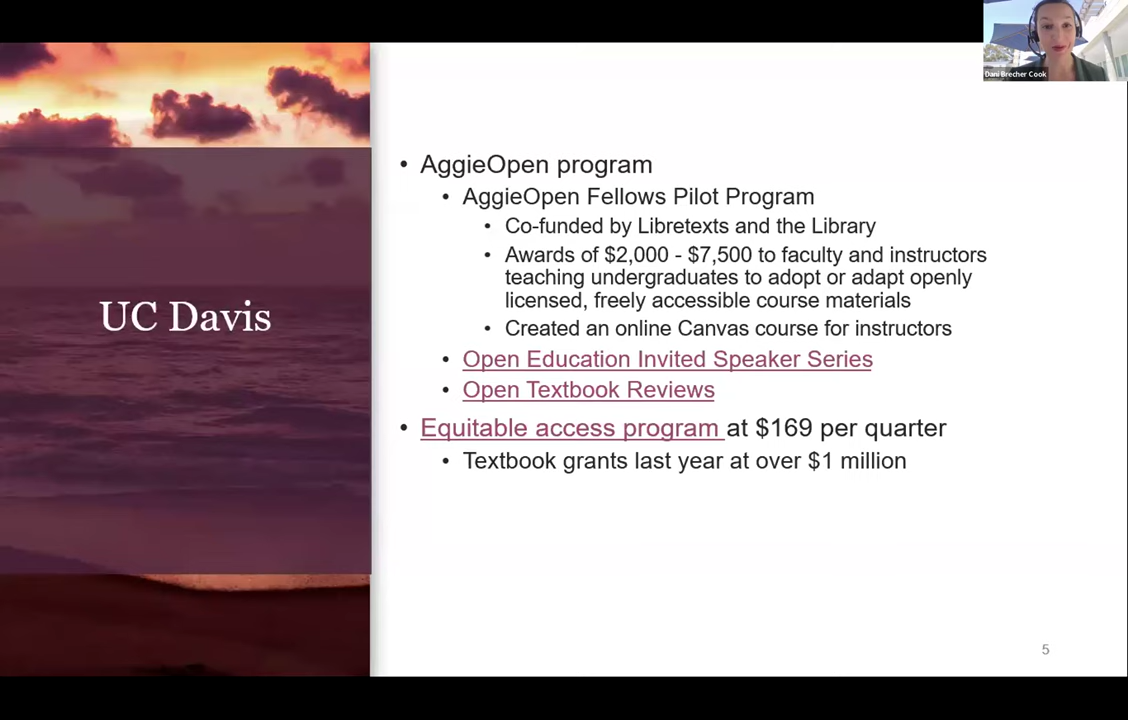 Dani Brecher Cook
UC Davis
• AggieOpen program
• AggieOpen Fellows Pilot Program
• Co-funded by Libretexts and the Library
• Awards of $2,000 - $7,500 to faculty and instructors
teaching undergraduates to adopt or adapt openly
licensed, freely accessible course materials
• Created an online Canvas course for instructors
• Open Education Invited Speaker Series
• Open Textbook Reviews
• Equitable access program at $169 per quarter
• Textbook grants last year at over $1 million
5